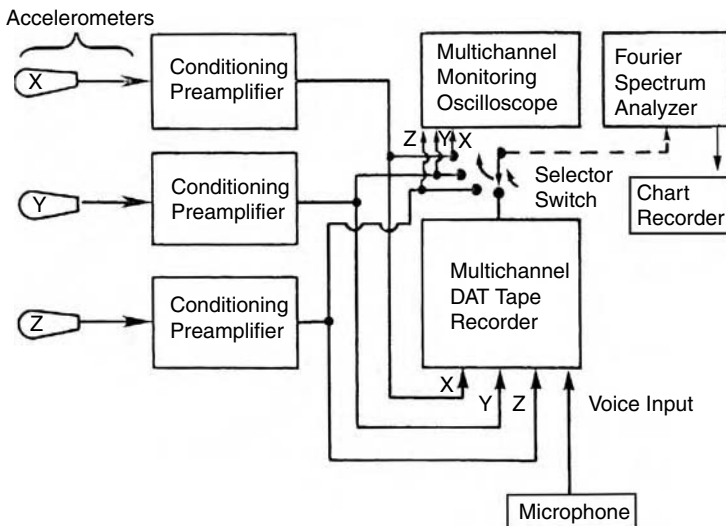 Accelerometers
X
Conditioning
Preamplifier
Multichannel
Monitoring
Oscilloscope
Fourier
Spectrum
Analyzer
Z Y X
Y
Conditioning
Preamplifier
Selector
Switch
Chart
Recorder
Z
Conditioning
Preamplifier
Multichannel
DAT Tape
Recorder
X Y Z
Voice Input
Microphone